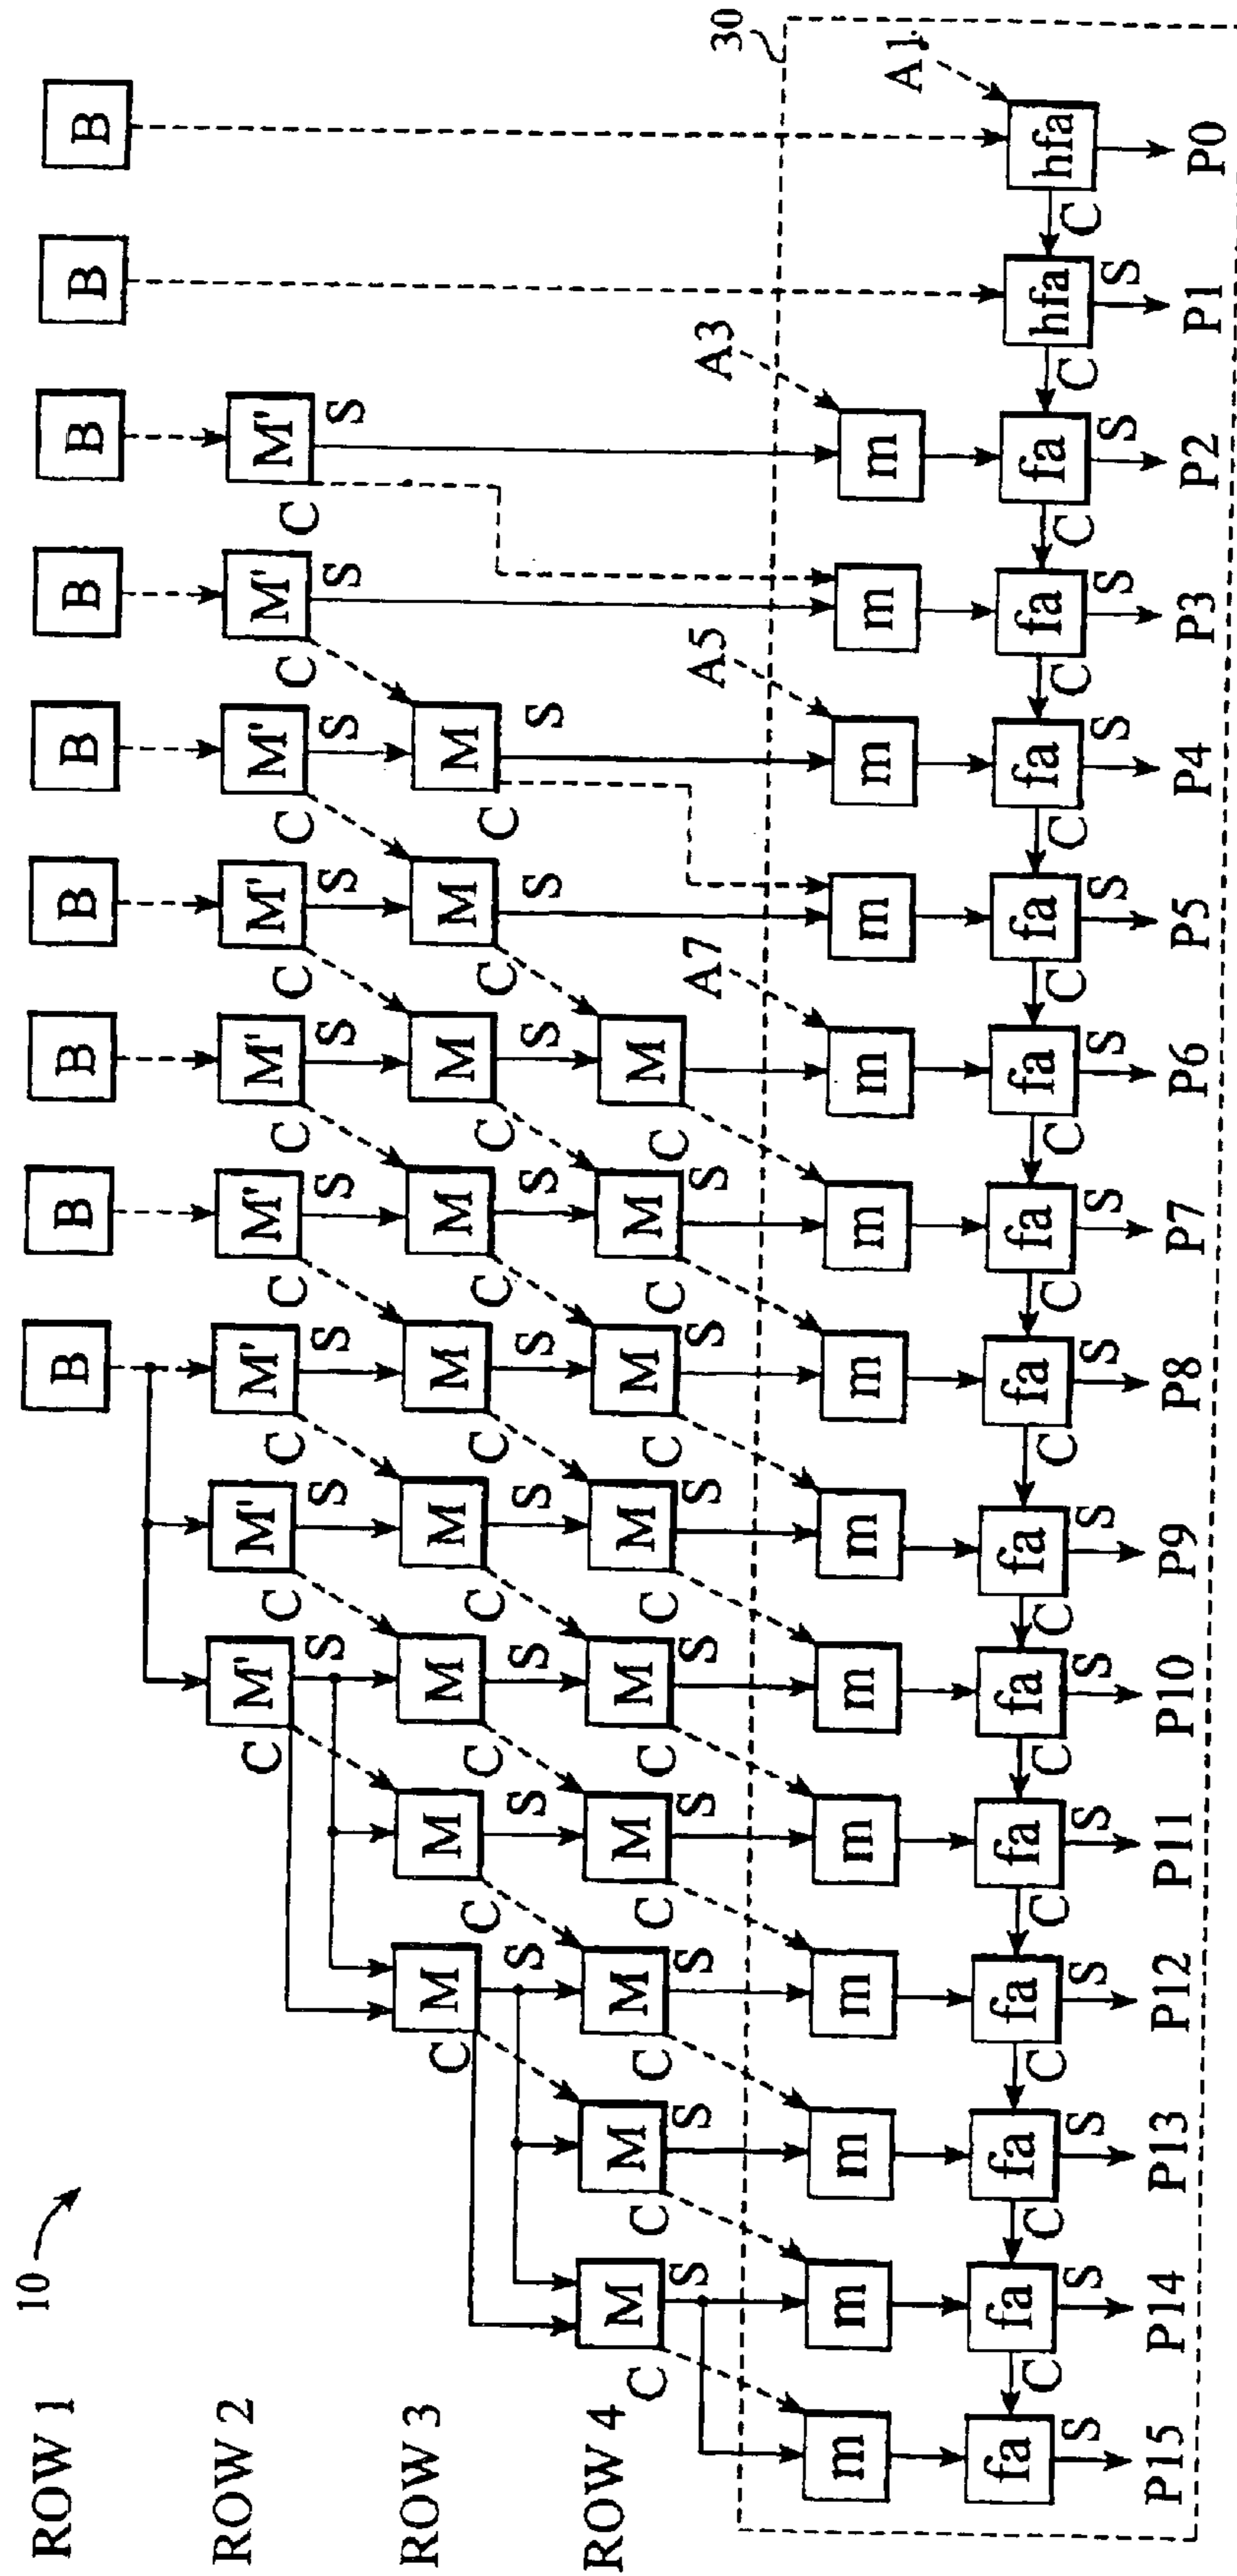 10
ROW 1 B B B B B B B B B
ROW 2 M' M' M' M' M' M' M' M' M'
C S C S C S C S C S C S C S C S C S
ROW 3 M M M M M M M M M
C S C S C S C S C S C S C S C S C S
ROW 4 M M M M M M M M M
C S C S C S C S C S C S C S C S C
A7 A5 A3 30
A1
m m m m m m m m m m m m m m
fa fa fa fa fa fa fa fa fa fa fa fa fa fa hfa hfa
C C C C C C C C C C C C C C C
S S S S S S S S S S S S S S S
P15 P14 P13 P12 P11 P10 P9 P8 P7 P6 P5 P4 P3 P2 P1 P0